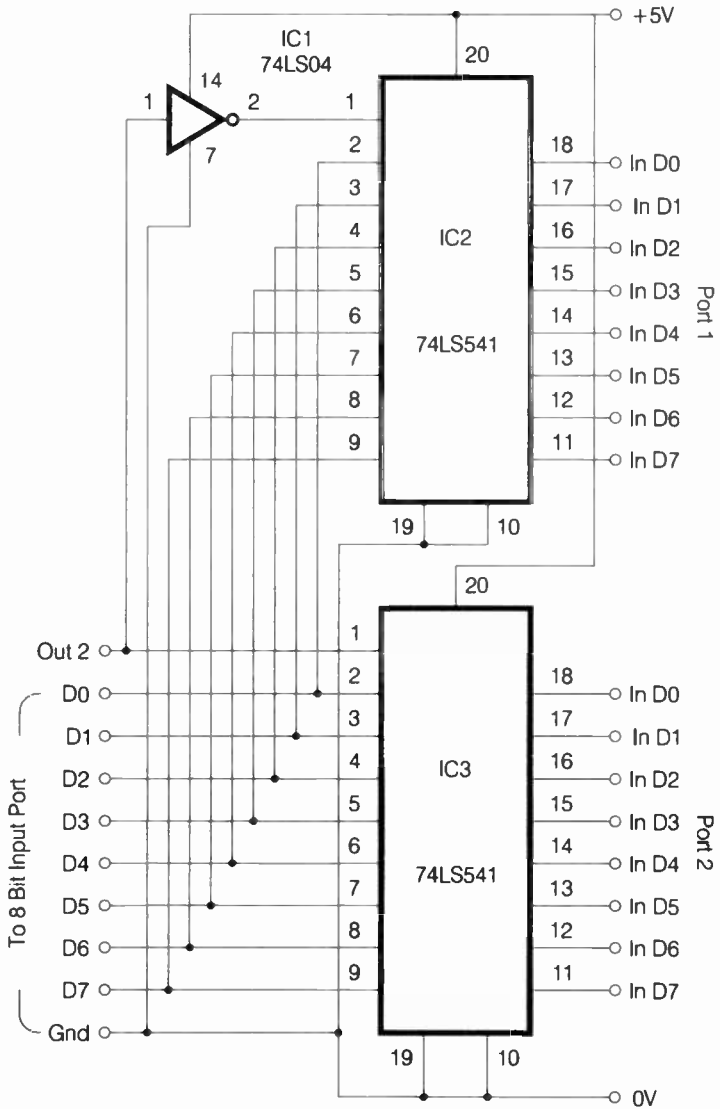 +5V
IC1
74LS04
14
20
1
2
1
7
2
18
In D0
3
17
In D1
4
16
In D2
IC2
5
15
In D3
6
14
In D4
74LS541
7
13
In D5
8
12
In D6
9
11
In D7
Port 1
19
10
20
Out 2
1
D0
2
18
In D0
D1
3
17
In D1
D2
4
16
In D2
IC3
D3
5
15
In D3
D4
6
14
In D4
74LS541
D5
7
13
In D5
D6
8
12
In D6
D7
9
11
In D7
Port 2
To 8 Bit Input Port
Gnd
19
10
0V